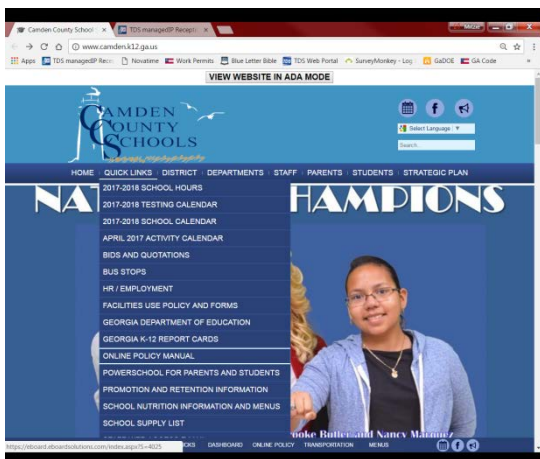 Camden County School
TDS managedIP Recepti
www.camden.k12.ga.us
Apps
TDS managedIP Recep
Novatime
Work Permits
Blue Letter Bible
TDS Web Portal
SurveyMonkey - Log
GaDOE
GA Code
VIEW WEBSITE IN ADA MODE
CAMDEN
COUNTY
SCHOOLS
Select Language
Search
HOME QUICK LINKS DISTRICT DEPARTMENTS STAFF PARENTS STUDENTS STRATEGIC PLAN
NAT HAMPIONS
2017-2018 SCHOOL HOURS
2017-2018 TESTING CALENDAR
2017-2018 SCHOOL CALENDAR
APRIL 2017 ACTIVITY CALENDAR
BIDS AND QUOTATIONS
BUS STOPS
HR / EMPLOYMENT
FACILITIES USE POLICY AND FORMS
GEORGIA DEPARTMENT OF EDUCATION
GEORGIA K-12 REPORT CARDS
ONLINE POLICY MANUAL
POWERSCHOOL FOR PARENTS AND STUDENTS
PROMOTION AND RETENTION INFORMATION
SCHOOL NUTRITION INFORMATION AND MENUS
SCHOOL SUPPLY LIST
ooke Butler and Nancy Marquez
https://eboard.eboardsolutions.com/index.aspx?S=4025
CKS DASHBOARD ONLINE POLICY TRANSPORTATION MENUS